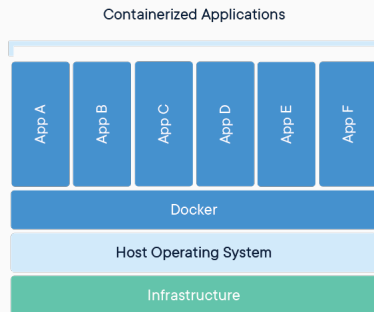 Containerized Applications
App A
App B
App C
App D
App E
App F
Docker
Host Operating System
Infrastructure